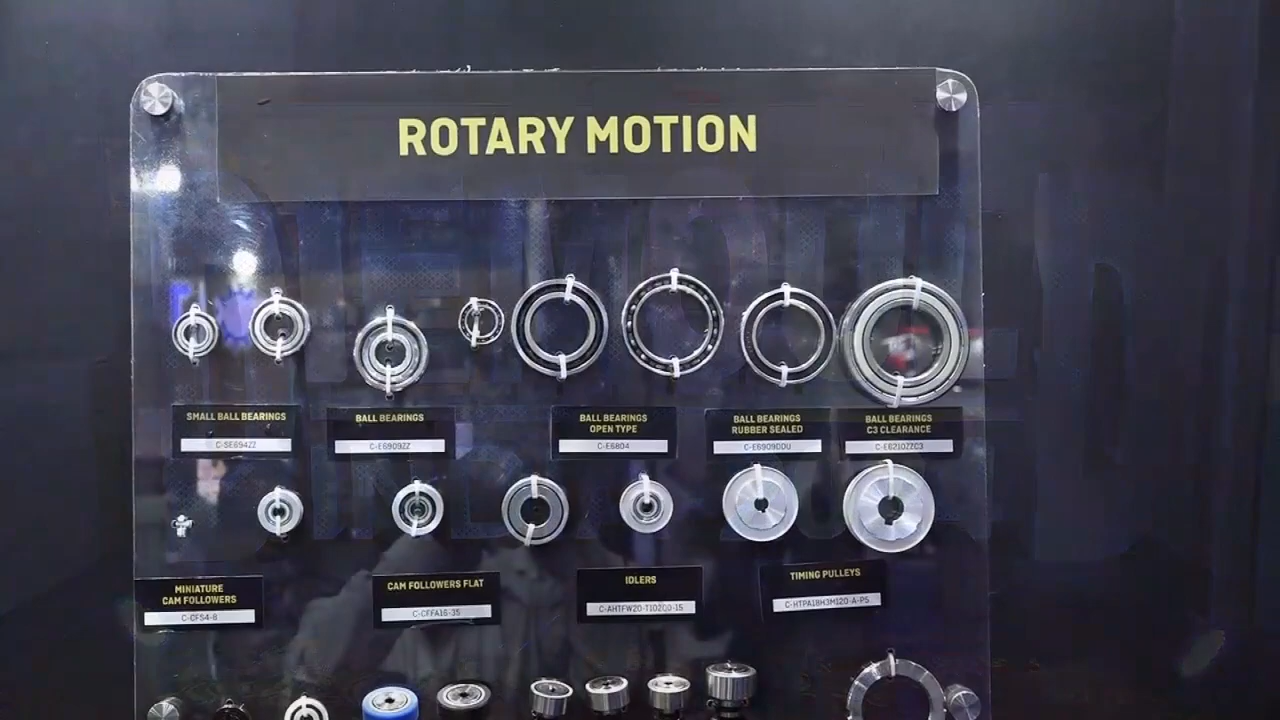 ROTARY MOTION
SMALL BALL BEARINGS
C-SE694ZZ
BALL BEARINGS
C-E6909ZZ
BALL BEARINGS
OPEN TYPE
C-E6804
BALL BEARINGS
RUBBER SEALED
C-E6909DDU
BALL BEARINGS
C3 CLEARANCE
C-E6210ZZC3
MINIATURE
CAM FOLLOWERS
C-CFS4-8
CAM FOLLOWERS FLAT
C-CFFA16-35
IDLERS
C-AHTFW20-T10200-15
TIMING PULLEYS
C-HTPA18H3M120-A-P5